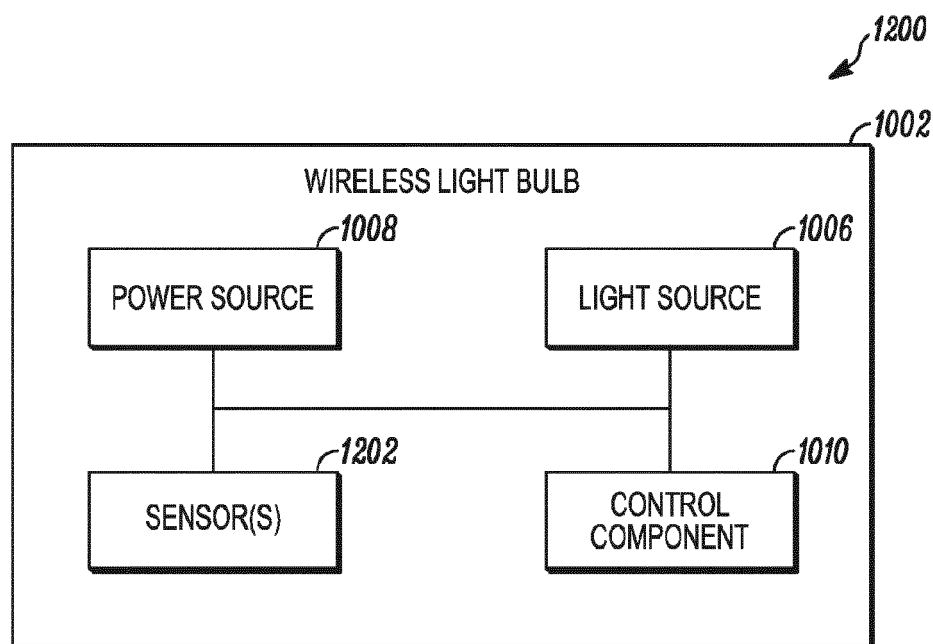 1200
1002
WIRELESS LIGHT BULB
1008
1006
POWER SOURCE
LIGHT SOURCE
1202
1010
SENSOR(S)
CONTROL
COMPONENT